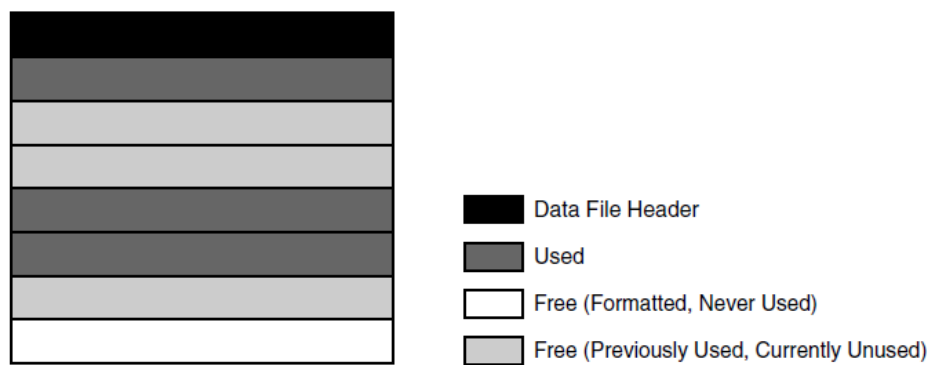 Data File Header
Used
Free (Formatted, Never Used)
Free (Previously Used, Currently Unused)